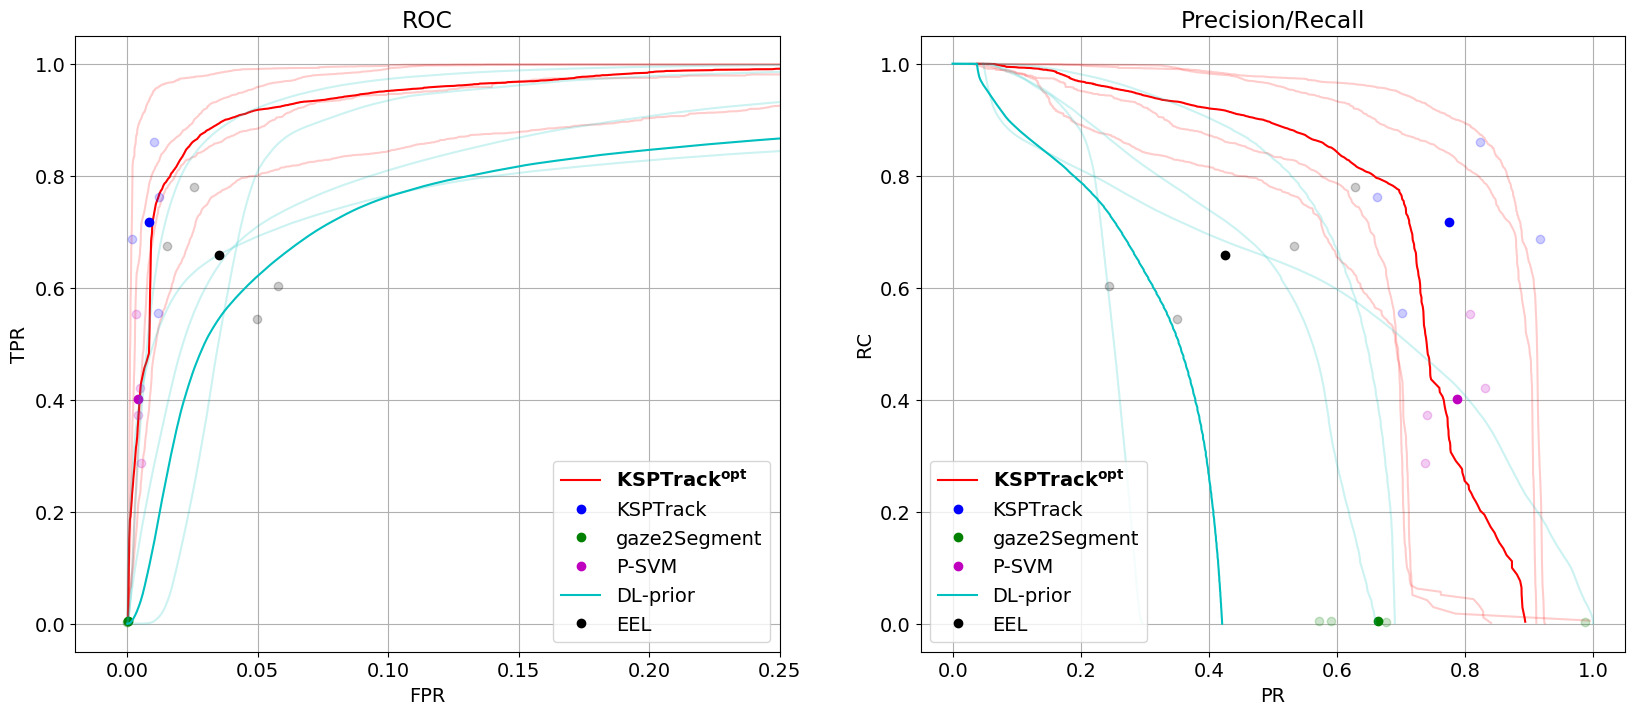 ROC
1.0
0.8
0.6
0.4
0.2
0.0
TPR
0.00 0.05 0.10 0.15 0.20 0.25
FPR
KSPTrack^opt
KSPTrack
gaze2Segment
P-SVM
DL-prior
EEL
Precision/Recall
1.0
0.8
0.6
0.4
0.2
0.0
RC
0.0 0.2 0.4 0.6 0.8 1.0
PR
KSPTrack^opt
KSPTrack
gaze2Segment
P-SVM
DL-prior
EEL